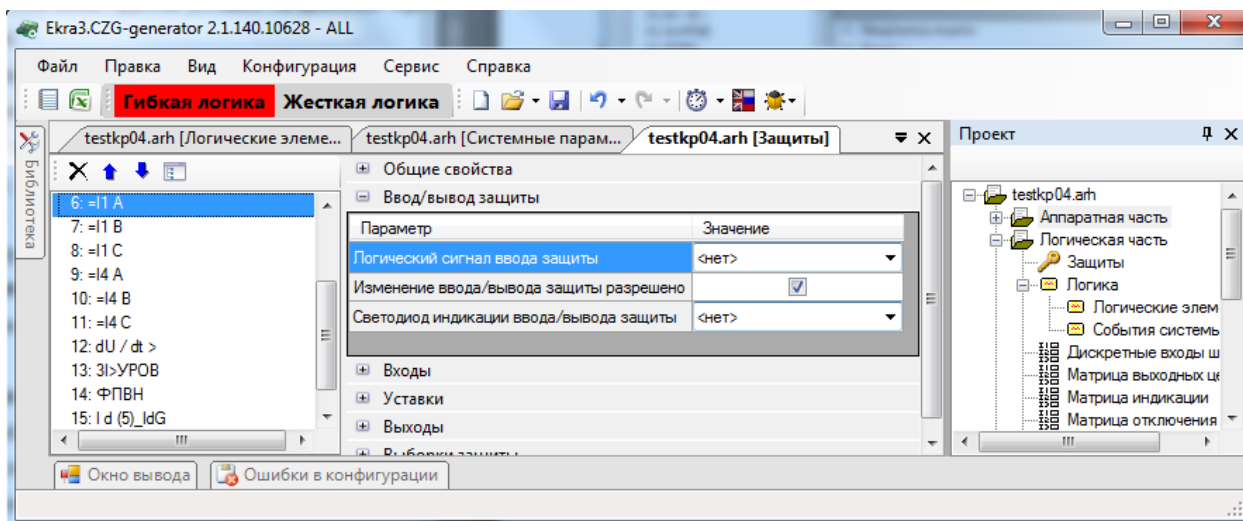 Ekra3.CZG-generator 2.1.140.10628 - ALL
Файл Правка Вид Конфигурация Сервис Справка
Гибкая логика Жесткая логика
testkp04.arh [Логические элеме... testkp04.arh [Системные парам... testkp04.arh [Защиты]
Проект
Библиотека
6: =I1 A
7: =I1 B
8: =I1 C
9: =I4 A
10: =I4 B
11: =I4 C
12: dU / dt >
13: 3I>УРОВ
14: ФПВН
15: I d (5)_IdG
Общие свойства
Ввод/вывод защиты
Параметр Значение
Логический сигнал ввода защиты <нет>
Изменение ввода/вывода защиты разрешено
Светодиод индикации ввода/вывода защиты <нет>
Входы
Уставки
Выходы
Выборки защиты
testkp04.arh
Аппаратная часть
Логическая часть
Защиты
Логика
Логические элем
События системы
Дискретные входы ш
Матрица выходных це
Матрица индикации
Матрица отключения
Окно вывода Ошибки в конфигурации